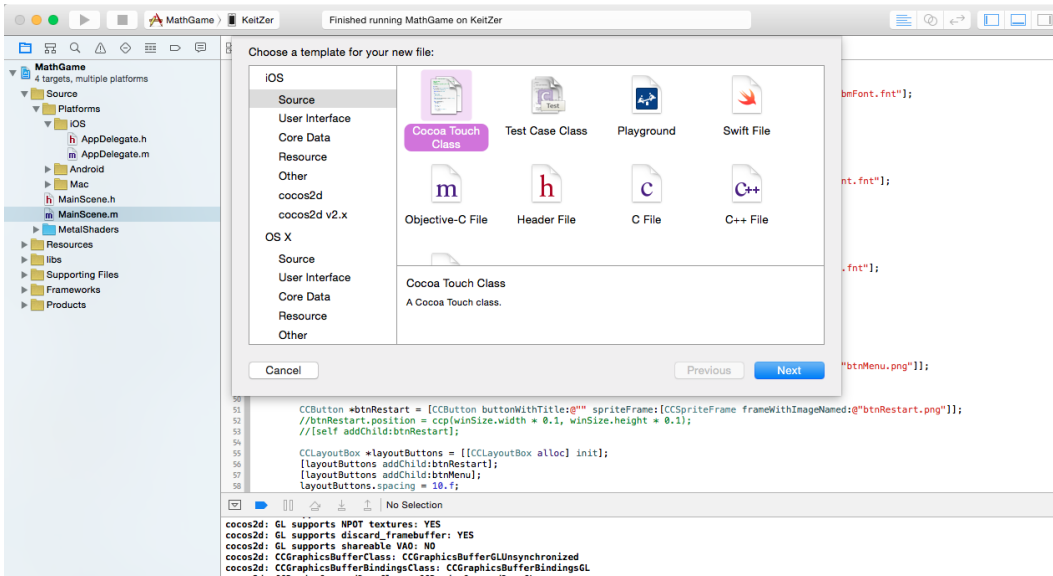 MathGame
KeitZer
Finished running MathGame on KeitZer
MathGame
4 targets, multiple platforms
Source
Platforms
iOS
h AppDelegate.h
m AppDelegate.m
Android
Mac
h MainScene.h
m MainScene.m
MetalShaders
Resources
libs
Supporting Files
Frameworks
Products
Choose a template for your new file:
iOS
Source
User Interface
Core Data
Resource
Other
cocos2d
cocos2d v2.x
OS X
Source
User Interface
Core Data
Resource
Other
Cocoa Touch
Class
Test
Test Case Class
Playground
Swift File
m
Objective-C File
h
Header File
C
C File
C++
C++ File
Cocoa Touch Class
A Cocoa Touch class.
Cancel
Previous
Next
bmFont.fnt"];
nt.fnt"];
.fnt"];
"btnMenu.png"]];
50
51 CCButton *btnRestart = [CCButton buttonWithTitle:@"" spriteFrame:[CCSpriteFrame frameWithImageNamed:@"btnRestart.png"]];
52 //btnRestart.position = ccp(winSize.width * 0.1, winSize.height * 0.1);
53 //[self addChild:btnRestart];
54
55 CCLayoutBox *layoutButtons = [[CCLayoutBox alloc] init];
56 [layoutButtons addChild:btnRestart];
57 [layoutButtons addChild:btnMenu];
58 layoutButtons.spacing = 10.f;
No Selection
cocos2d: GL supports NPOT textures: YES
cocos2d: GL supports discard_framebuffer: YES
cocos2d: GL supports shareable VAO: NO
cocos2d: CCGraphicsBufferClass: CCGraphicsBufferGLUnsynchronized
cocos2d: CCGraphicsBufferBindingsClass: CCGraphicsBufferBindingsGL